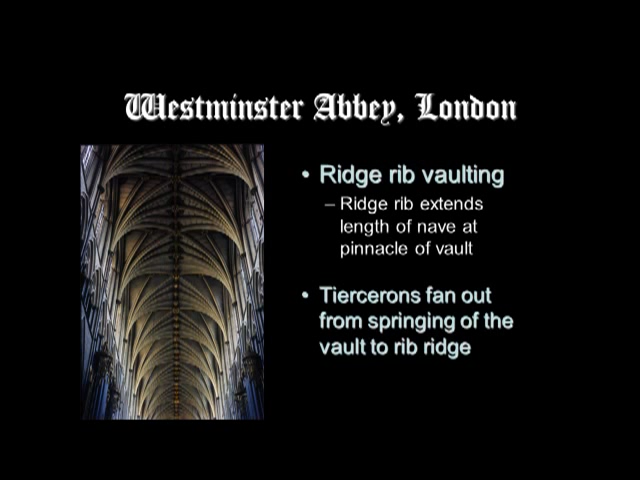 Westminster Abbey, London
• Ridge rib vaulting
– Ridge rib extends
length of nave at
pinnacle of vault
• Tiercerons fan out
from springing of the
vault to rib ridge